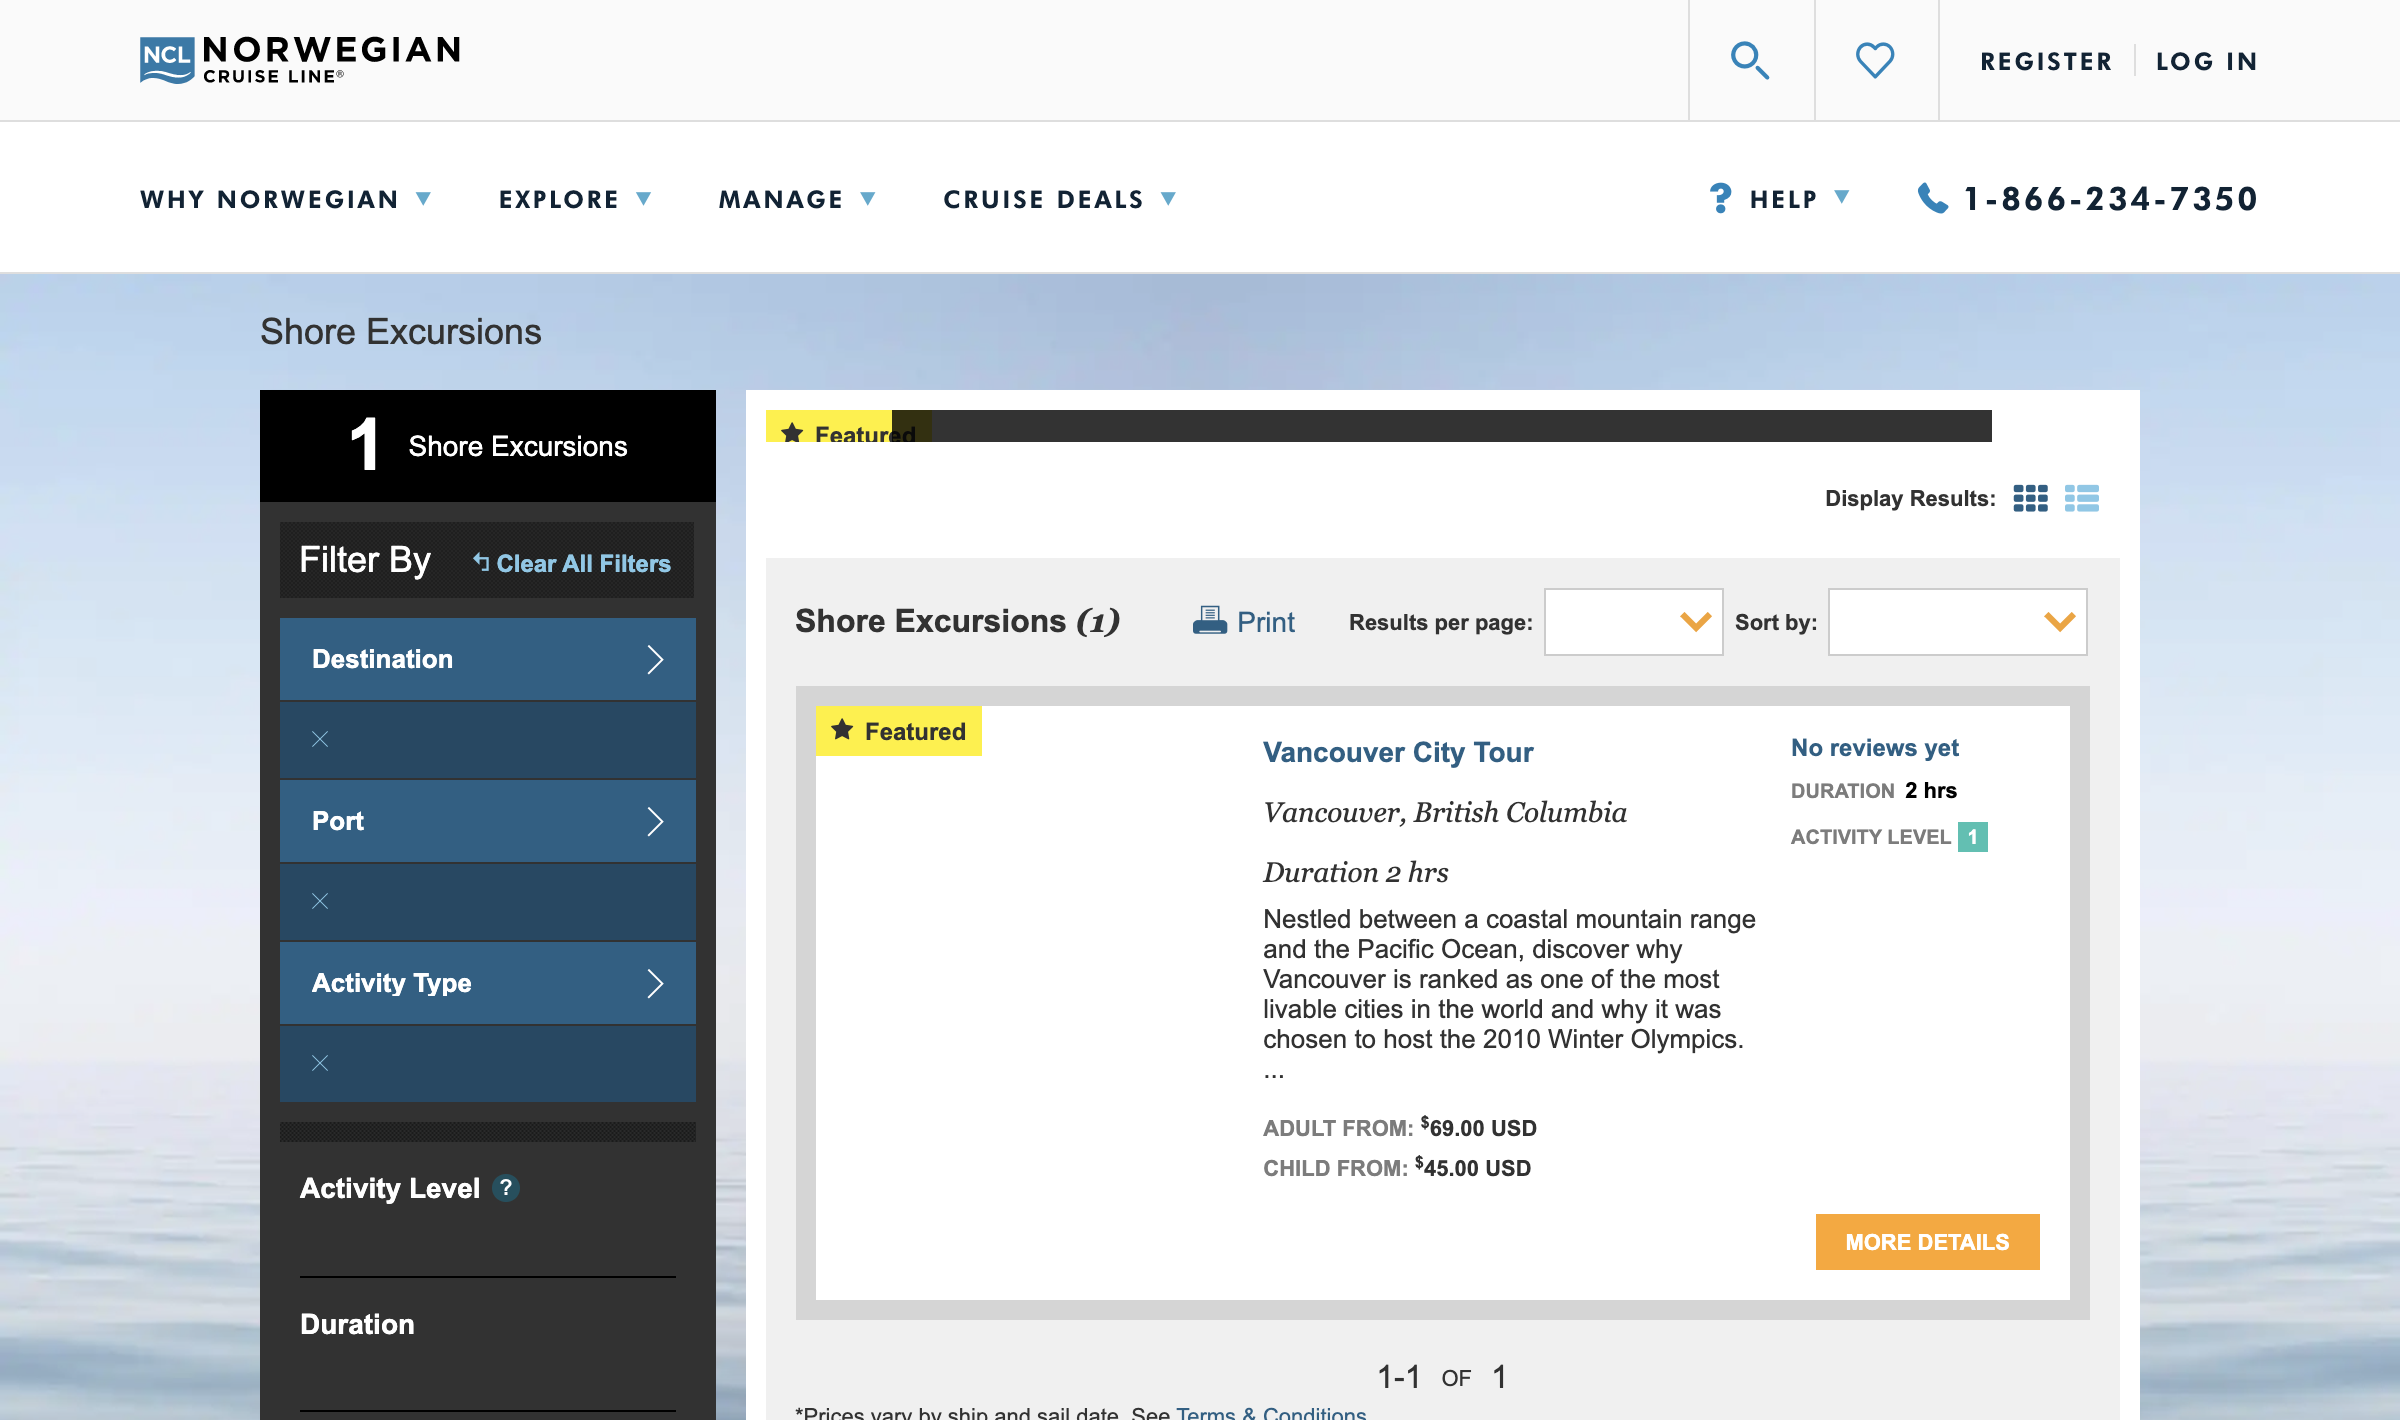 NCL NORWEGIAN
CRUISE LINE®
REGISTER LOG IN
WHY NORWEGIAN EXPLORE MANAGE CRUISE DEALS ? HELP 1-866-234-7350
Shore Excursions
1 Shore Excursions
Filter By Clear All Filters
Destination
Port
Activity Type
Activity Level ?
Duration
Featured
Display Results:
Shore Excursions (1) Print Results per page: Sort by:
Featured
Vancouver City Tour
Vancouver, British Columbia
Duration 2 hrs
Nestled between a coastal mountain range
and the Pacific Ocean, discover why
Vancouver is ranked as one of the most
livable cities in the world and why it was
chosen to host the 2010 Winter Olympics.
...
ADULT FROM: $69.00 USD
CHILD FROM: $45.00 USD
No reviews yet
DURATION 2 hrs
ACTIVITY LEVEL 1
MORE DETAILS
1-1 OF 1
*Prices vary by ship and sail date. See Terms & Conditions